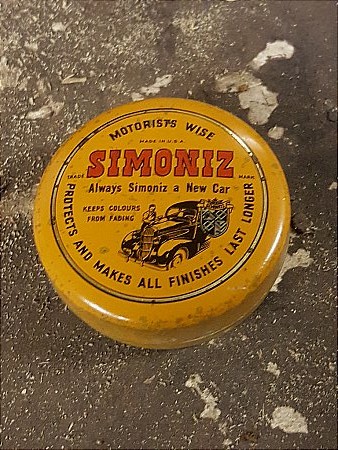 MOTORISTS WISE
MADE IN U.S.A.
SIMONIZ
TRADE MARK
Always Simoniz a New Car
KEEPS COLOURS
FROM FADING
PROTECTS AND MAKES ALL FINISHES LAST LONGER